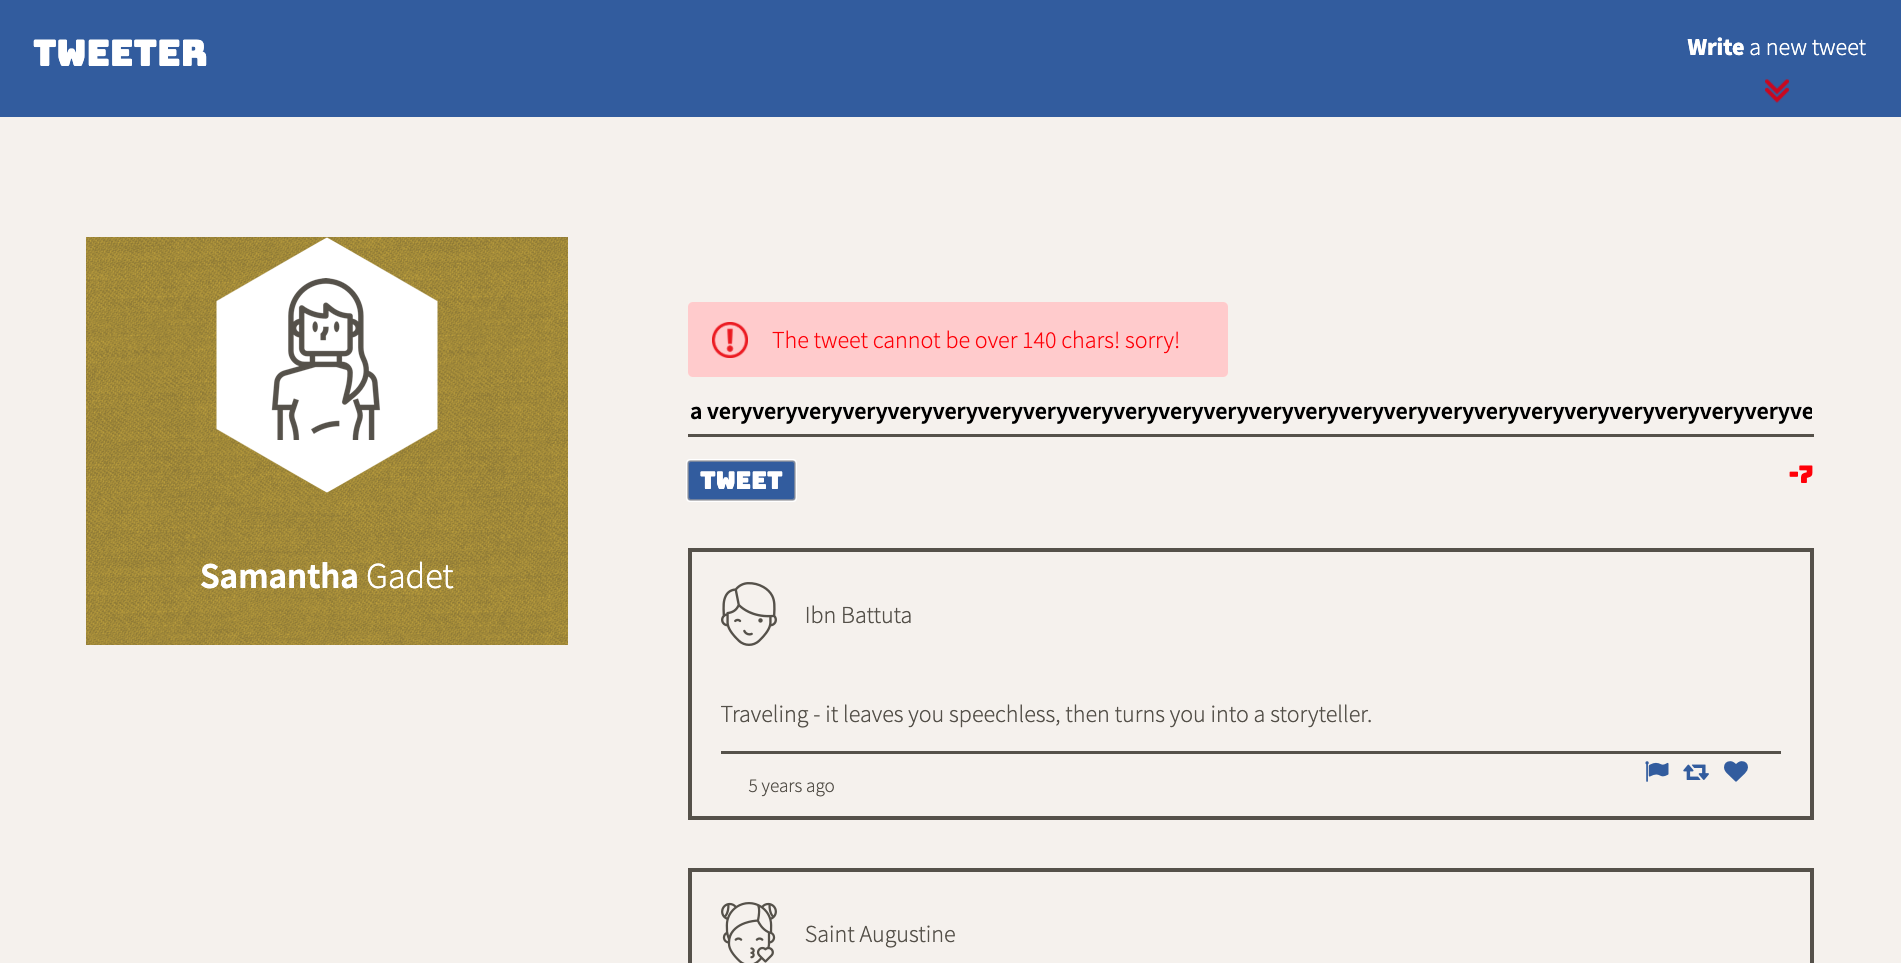 TWEETER
Write a new tweet
Samantha Gadet
The tweet cannot be over 140 chars! sorry!
a veryveryveryveryveryveryveryveryveryveryveryveryveryveryveryveryveryveryveryveryveryveryveryveryve
TWEET
-7
Ibn Battuta
Traveling - it leaves you speechless, then turns you into a storyteller.
5 years ago
Saint Augustine